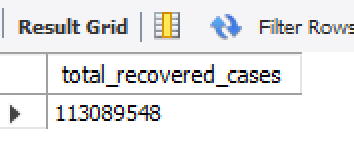 Result Grid Filter Rows
total_recovered_cases
113089548